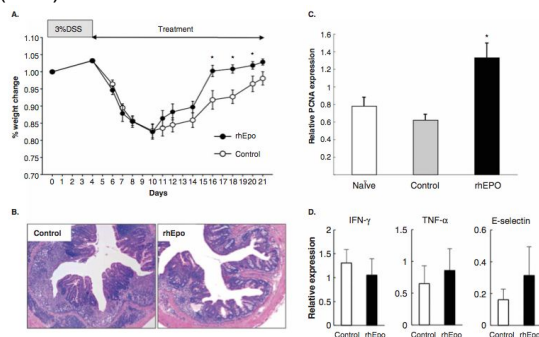 A.
3%DSS
Treatment
1.10
1.05
1.00
0.95
0.90
0.85
0.80
0.75
0.70
% weight change
* * *
rhEpo
Control
0 1 2 3 4 5 6 7 8 9 10 11 12 13 14 15 16 17 18 19 20 21
Days
B.
Control
rhEpo
C.
1.6
1.4
1.2
1
0.8
0.6
0.4
0.2
Relative PCNA expression
*
Naïve Control rhEPO
D.
IFN-γ TNF-α E-selectin
Relative expression
2
1.5
1
0.5
0
1.5
1
.5
0
0.6
0.4
0.2
0
Control rhEpo Control rhEpo Control rhEpo